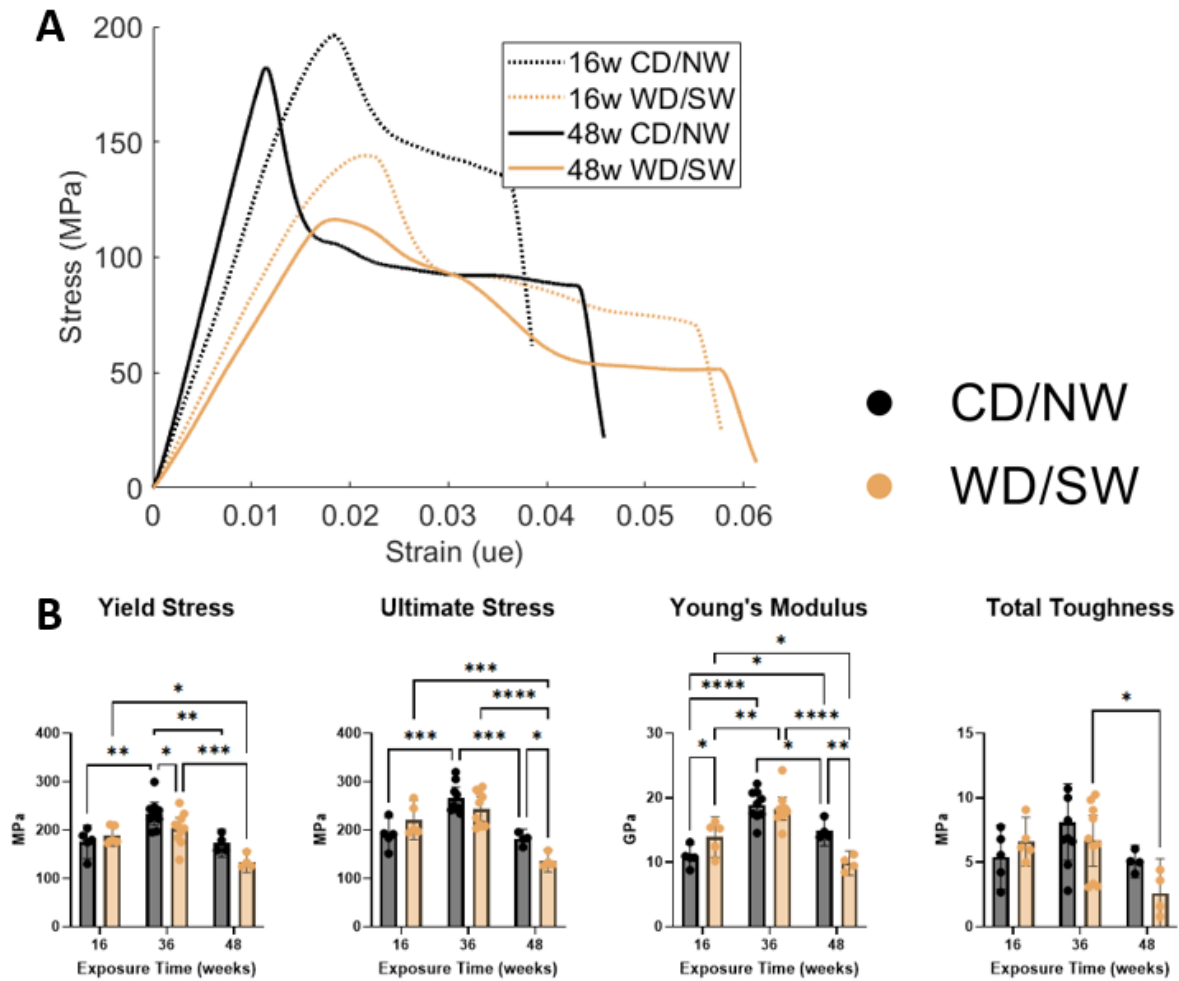 A
200
150
100
50
0
Stress (MPa)
0 0.01 0.02 0.03 0.04 0.05 0.06
Strain (ue)
16w CD/NW
16w WD/SW
48w CD/NW
48w WD/SW
CD/NW
WD/SW
B
Yield Stress
*
**
** * ***
400
300
200
100
0
MPa
16 36 48
Exposure Time (weeks)
Ultimate Stress
***
****
*** *** *
400
300
200
100
0
MPa
16 36 48
Exposure Time (weeks)
Young's Modulus
*
*
****
** ****
* * **
30
20
10
0
GPa
16 36 48
Exposure Time (weeks)
Total Toughness
*
15
10
5
0
MPa
16 36 48
Exposure Time (weeks)